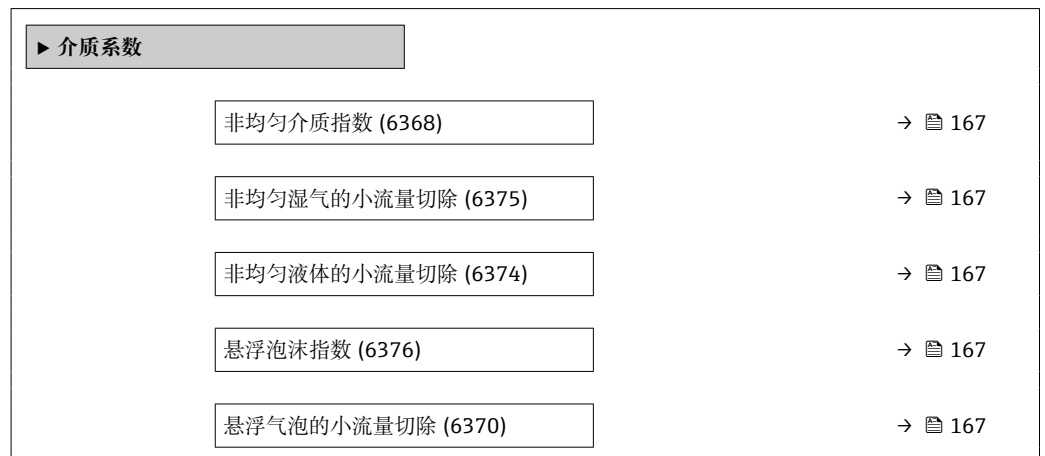 ▶ 介质系数
非均匀介质指数 (6368) → 167
非均匀湿气的小流量切除 (6375) → 167
非均匀液体的小流量切除 (6374) → 167
悬浮泡沫指数 (6376) → 167
悬浮气泡的小流量切除 (6370) → 167